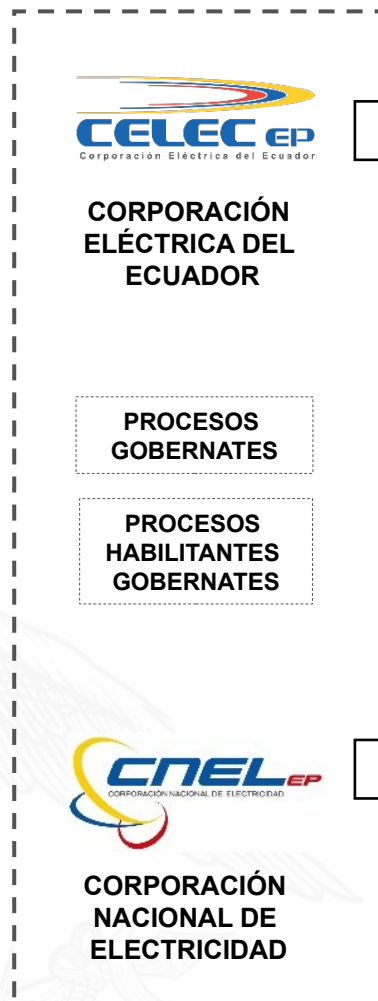 CELEC EP
Corporación Eléctrica del Ecuador
CORPORACIÓN
ELÉCTRICA DEL
ECUADOR
PROCESOS
GOBERNATES
PROCESOS
HABILITANTES
GOBERNATES
CNEL EP
CORPORACIÓN NACIONAL DE ELECTRICIDAD
CORPORACIÓN
NACIONAL DE
ELECTRICIDAD